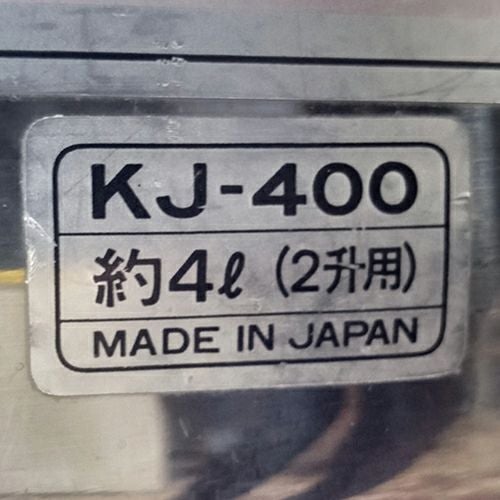 KJ-400
約4ℓ (2升用)
MADE IN JAPAN